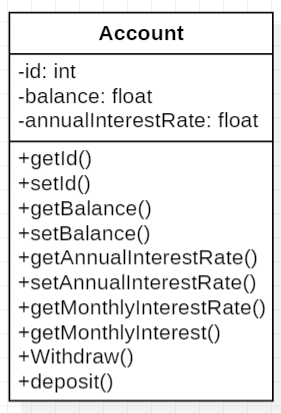 Account
-id: int
-balance: float
-annualInterestRate: float
+getId()
+setId()
+getBalance()
+setBalance()
+getAnnualInterestRate()
+setAnnualInterestRate()
+getMonthlyInterestRate()
+getMonthlyInterest()
+Withdraw()
+deposit()